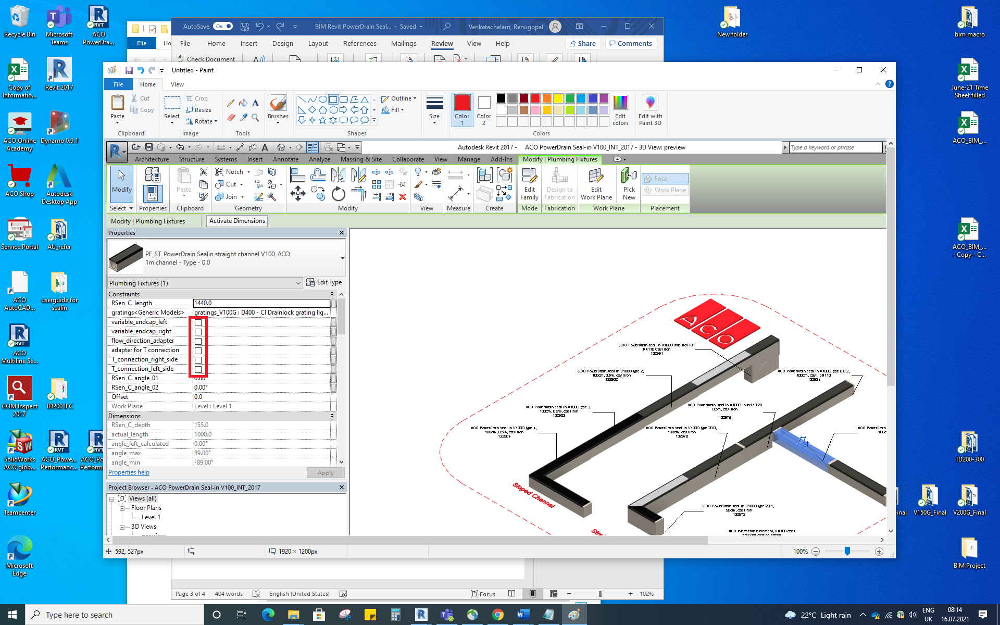 Recycle Bin
Microsoft
Teams
ACO
PowerDra...
Copy of
Informatio...
Revit 2017
ACO Online
Academy
Dynamo 0.9.1
ACO Shop
Autodesk
Desktop App
Service Portal
AU_refer
ACO
AutoCAD...
userguide for
sealin
ACO
Multiline Se...
GOM Inspect
2017
TD200 IFC
SolidWorks
ACO glob...
ACO_Powe...
Performanc...
ACO_Po
Perform
Teamcenter
Microsoft
Edge
New folder
bim macro
June-21 Time
Sheet filled
ACO_BIM_...
ACO_BIM_...
- Copy - C...
TD200-300
inal
V150G_Final
V200G_Final
BIM Project
File
Ho
AutoSave
On
BIM Revit PowerDrain Seal... - Saved
Venkatachalam, Renugopal
File
Home
Insert
Design
Layout
References
Mailings
Review
View
Help
Share
Comments
abc
Check Document
Untitled - Paint
File
Home
View
Paste
Cut
Copy
Clipboard
Select
Crop
Resize
Rotate
Image
Tools
Brushes
Outline
Fill
Shapes
Size
Color
1
Color
2
Edit
colors
Edit with
Paint 3D
Colors
Autodesk Revit 2017 -
ACO PowerDrain Seal-in V100_INT_2017 - 3D View: preview
Type a keyword or phrase
Architecture
Structure
Systems
Insert
Annotate
Analyze
Massing & Site
Collaborate
View
Manage
Add-Ins
Modify | Plumbing Fixtures
Modify
Select
Properties
Paste
Clipboard
Notch
Cut
Join
Geometry
Modify
View
Measure
Create
Edit
Family
Mode
Design to
Fabrication
Fabrication
Edit
Work Plane
Pick
New
Work Plane
Face
Work Plane
Placement
Modify | Plumbing Fixtures
Activate Dimensions
Properties
PF_ST_PowerDrain Sealin straight channel V100_ACO
1m channel - Type - 0.0
Plumbing Fixtures (1)
Edit Type
Constraints
RSen_C_length
1440.0
gratings<Generic Models>
gratings_V100G : D400 - CI Drainlock grating lig...
variable_endcap_left
variable_endcap_right
flow_direction_adapter
adapter for T connection
T_connection_right_side
T_connection_left_side
RSen_C_angle_01
0.00°
RSen_C_angle_02
0.00°
Offset
0.0
Work Plane
Level : Level 1
Dimensions
RSen_C_depth
155.0
actual_length
1000.0
angle_left_calculated
0.00°
angle_max
89.00°
angle_min
-89.00°
Properties help
Apply
Project Browser - ACO PowerDrain Seal-in V100_INT_2017
Views (all)
Floor Plans
Level 1
3D Views
preview
ACO
ACO PowerDrain seal in V100G inlet box KF
DN110 cast iron
132991
ACO PowerDrain seal in V100G type 2,
100cm, 0.5%, cast iron
132902
ACO PowerDrain seal in V100G type 0.0.2,
100cm, cast i, DN110
132934
ACO PowerDrain seal in V100G type 3,
100cm, 0.5%, cast iron
132903
ACO PowerDrain seal in V100G Invert 10-20
0.5m, cast iron
132975
ACO PowerDrain seal in V100G type 4,
100cm, 0.5%, cast iron
132904
ACO PowerDrain seal in V100G type 20.0,
100cm, cast iron
132970
ACO PowerDrain
100c
Sloped Channel
Str
ACO PowerDrain seal in V100G type 20.1,
50cm, cast iron
132972
ACO Intermediate element, DN100 cast
592, 527px
1920 × 1200px
100%
Page 3 of 4
404 words
English (United States)
Focus
102%
Type here to search
22°C Light rain
ENG
UK
08:14
16.07.2021